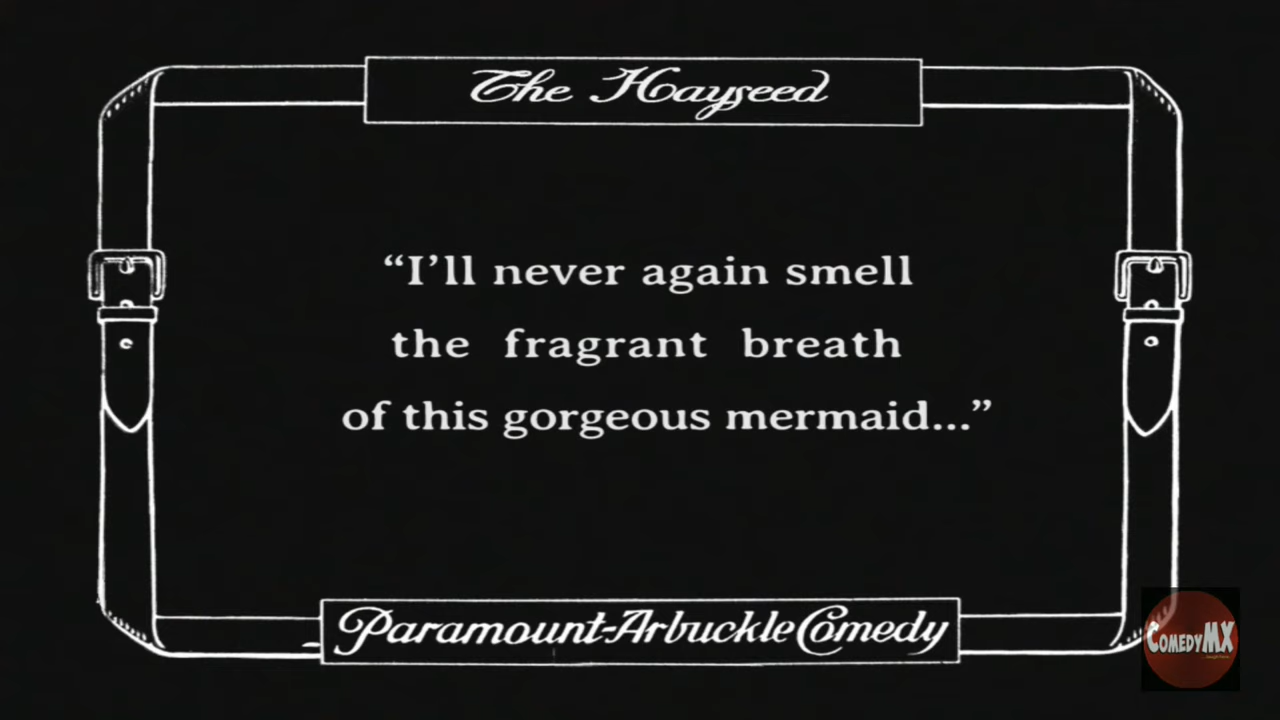 The Hayseed
“I’ll never again smell
the fragrant breath
of this gorgeous mermaid...”
Paramount-Arbuckle Comedy
COMEDYMX